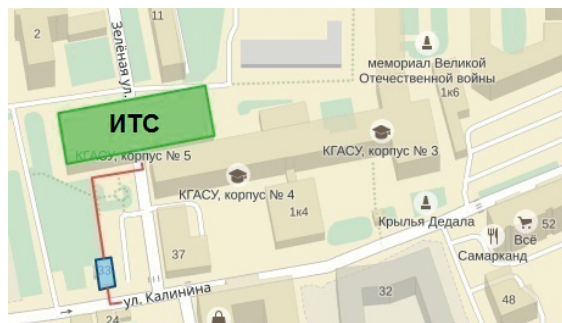 2
11
Зелёная ул.
мемориал Великой
Отечественной войны
1к6
ИТС
КГАСУ, корпус № 5
КГАСУ, корпус № 3
КГАСУ, корпус № 4
1к4
Крылья Дедала
52
Всё
Самарканд
37
33
ул. Калинина
32
48
24